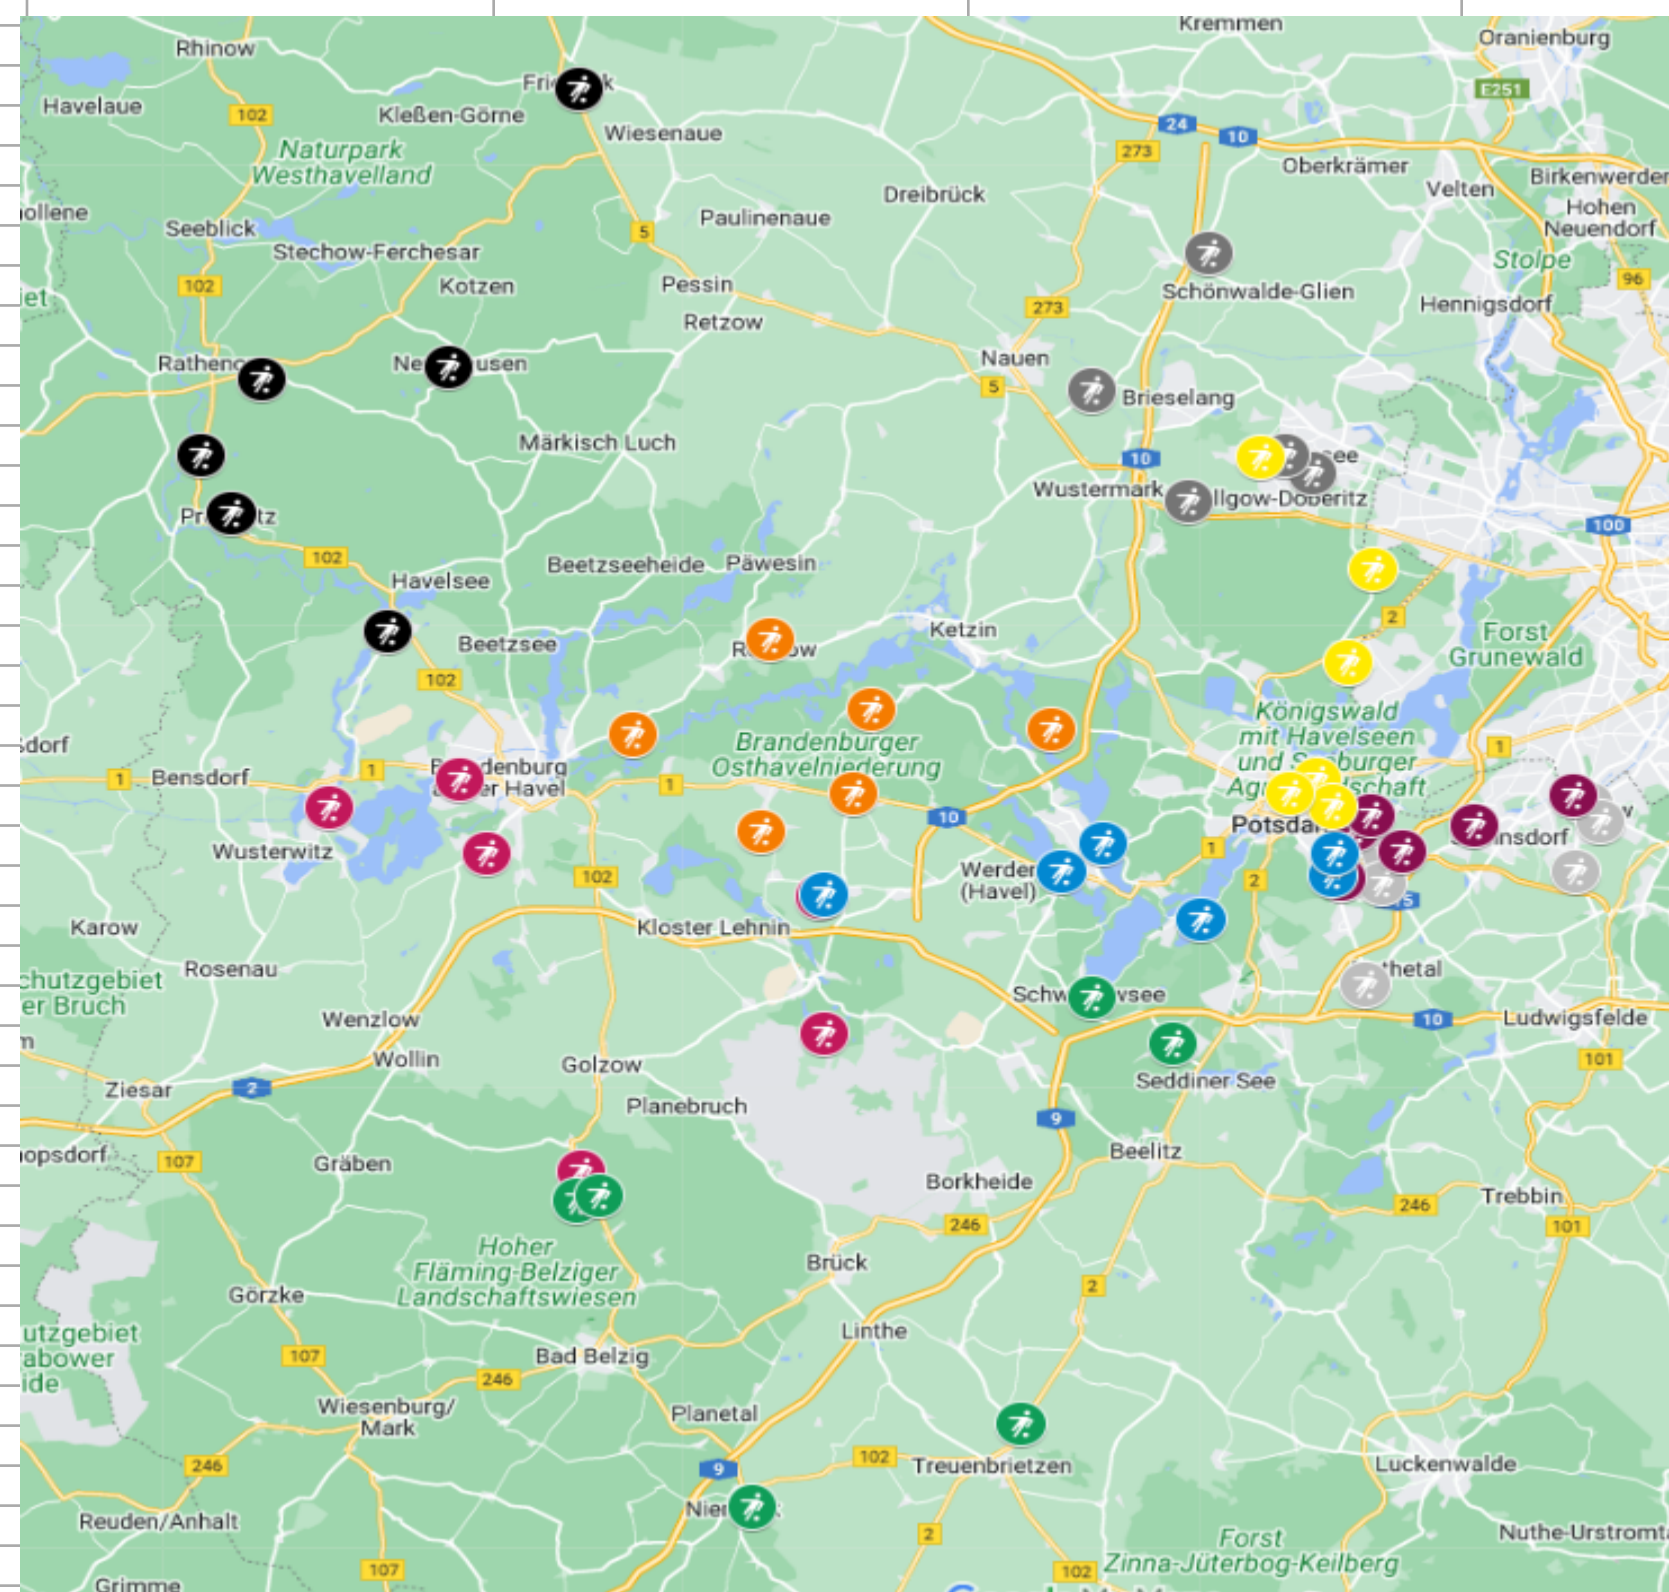 Kremmen
Oranienburg
Rhinow
E251
Havelaue
102
Kleßen-Görne
Wiesenaue
24
10
273
Oberkrämer
Naturpark
Westhavelland
Velten
Birkenwerder
Dreibrück
Hohen
Neuendorf
Paulinenaue
Seeblick
5
Stechow-Ferchesar
Stolpe
96
102
Kotzen
Pessin
Schönwalde-Glien
Hennigsdorf
273
Retzow
Nauen
5
Brieselang
Märkisch Luch
10
Wustermark
100
102
Beetzseeheide
Päwesin
Havelsee
2
Ketzin
Beetzsee
Forst
Grunewald
102
Königswald
mit Havelseen
Brandenburger
Osthavelniederung
1
1
Bensdorf
1
1
10
Wusterwitz
1
Werder
(Havel)
102
2
Karow
Kloster Lehnin
Rosenau
Wenzlow
10
Ludwigsfelde
Wollin
Golzow
101
Ziesar
2
Seddiner See
Planebruch
9
Beelitz
107
Gräben
Borkheide
246
Trebbin
246
101
Hoher
Fläming-Belziger
Landschaftswiesen
Brück
Görzke
2
Linthe
107
Bad Belzig
246
Wiesenburg/
Mark
Planetal
246
9
102
Treuenbrietzen
Luckenwalde
Reuden/Anhalt
2
Forst
Zinna-Jüterbog-Keilberg
107
102
Grimme